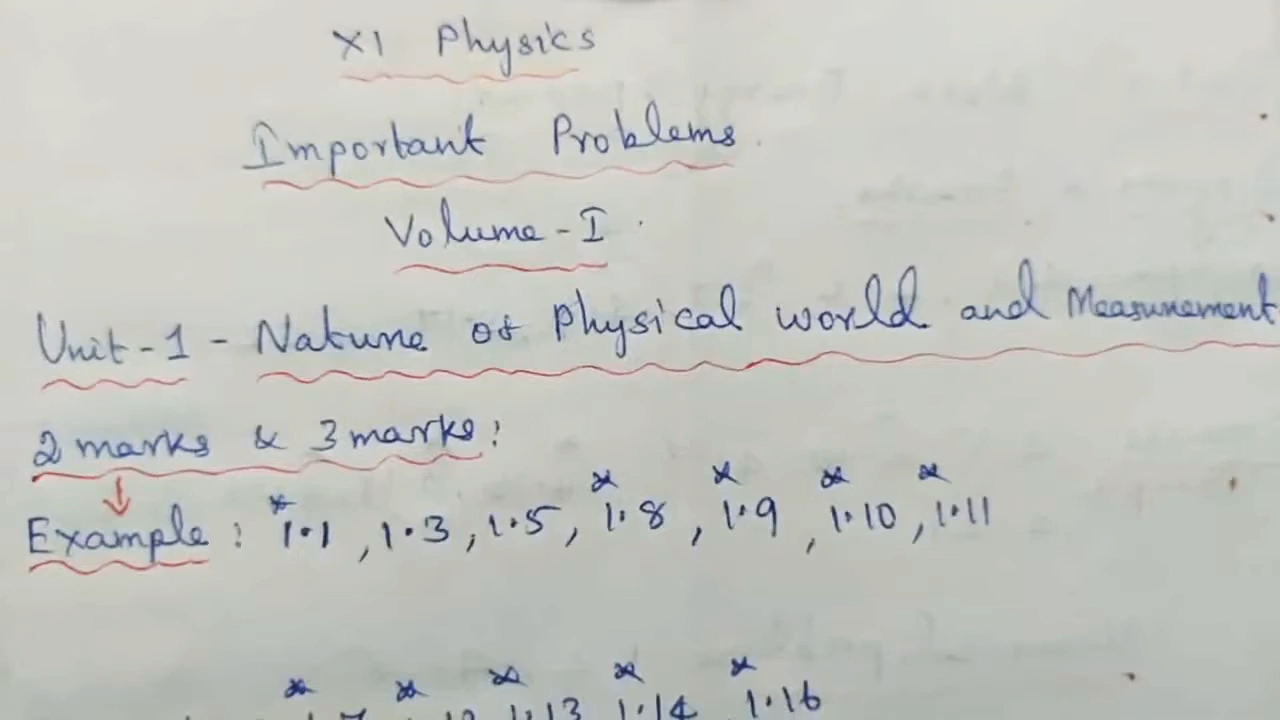 XI Physics
Important Problems
Volume-I
Unit-1 - Nature of Physical world and Measurement
2 marks & 3 marks:
Example: *1.1, 1.3, 1.5, *1.8, *1.9, *1.10, *1.11
*1.13 *1.14 *1.16